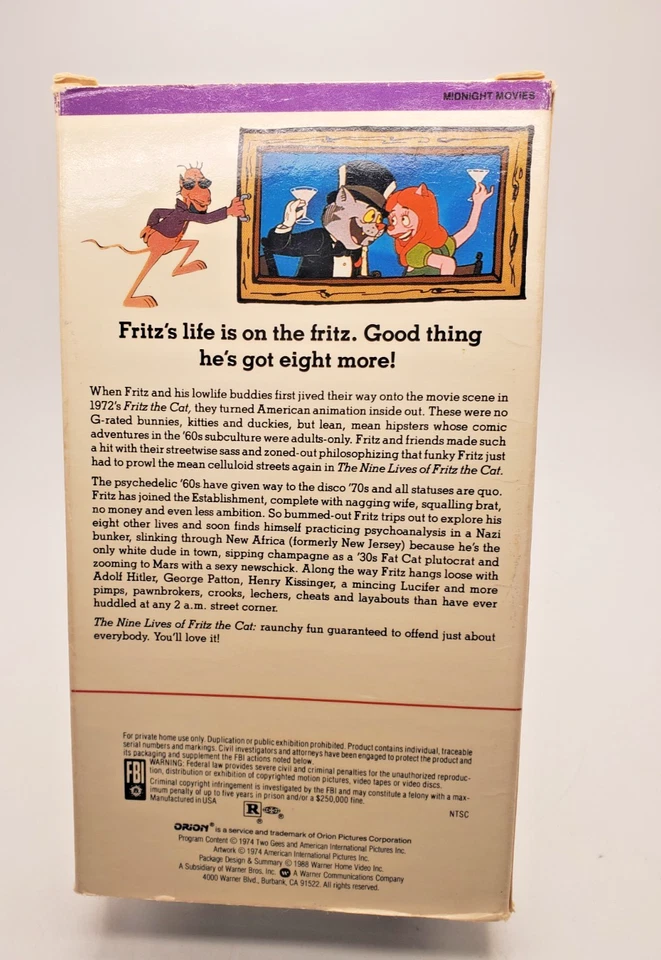 MIDNIGHT MOVIES
Fritz's life is on the fritz. Good thing
he's got eight more!
When Fritz and his lowlife buddies first jived their way onto the movie scene in
1972's Fritz the Cat, they turned American animation inside out. These were no
G-rated bunnies, kitties and duckies, but lean, mean hipsters whose comic
adventures in the '60s subculture were adults-only. Fritz and friends made such
a hit with their streetwise sass and zoned-out philosophizing that funky Fritz just
had to prowl the mean celluloid streets again in The Nine Lives of Fritz the Cat.
The psychedelic '60s have given way to the disco '70s and all statuses are quo.
Fritz has joined the Establishment, complete with nagging wife, squalling brat,
no money and even less ambition. So bummed-out Fritz trips out to explore his
eight other lives and soon finds himself practicing psychoanalysis in a Nazi
bunker, slinking through New Africa (formerly New Jersey) because he's the
only white dude in town, sipping champagne as a '30s Fat Cat plutocrat and
zooming to Mars with a sexy newschick. Along the way Fritz hangs loose with
Adolf Hitler, George Patton, Henry Kissinger, a mincing Lucifer and more
pimps, pawnbrokers, crooks, lechers, cheats and layabouts than have ever
huddled at any 2 a.m. street corner.
The Nine Lives of Fritz the Cat: raunchy fun guaranteed to offend just about
everybody. You'll love it!
For private home use only. Duplication or public exhibition prohibited. Product contains individual, traceable
serial numbers and markings. Civil investigators and attorneys have been engaged to protect the product and
its packaging and supplement the FBI actions noted below.
FBI
WARNING: Federal law provides severe civil and criminal penalties for the unauthorized reproduc-
tion, distribution or exhibition of copyrighted motion pictures, video tapes or video discs.
Criminal copyright infringement is investigated by the FBI and may constitute a felony with a max-
imum penalty of up to five years in prison and/or a $250,000 fine.
Manufactured in USA
R
NTSC
ORION® is a service and trademark of Orion Pictures Corporation
Program Content © 1974 Two Gees and American International Pictures Inc.
Artwork © 1974 American International Pictures Inc.
Package Design & Summary © 1988 Warner Home Video Inc.
A Subsidiary of Warner Bros. Inc. A Warner Communications Company
4000 Warner Blvd., Burbank, CA 91522. All rights reserved.